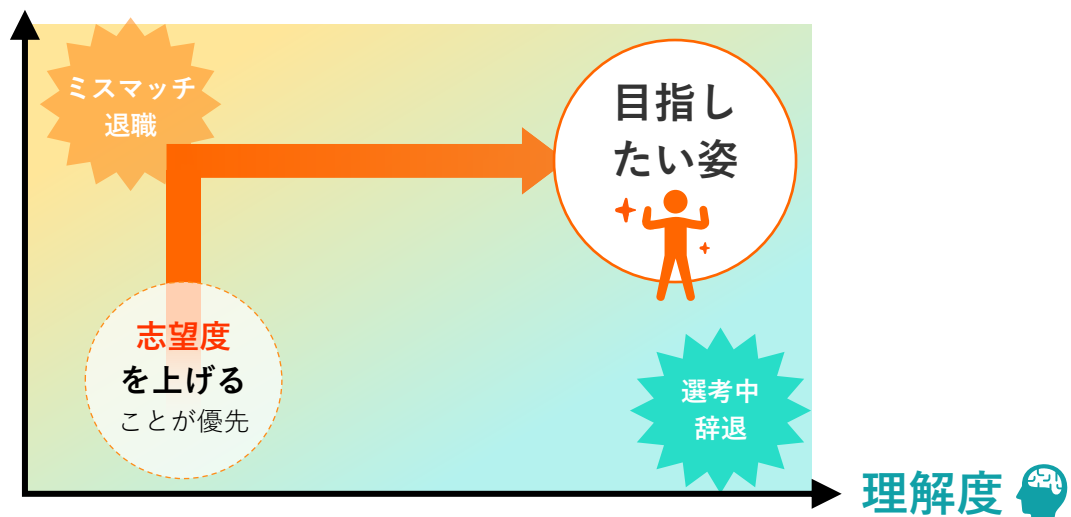 ミスマッチ
退職
目指し
たい姿
志望度
を上げる
ことが優先
選考中
辞退
理解度